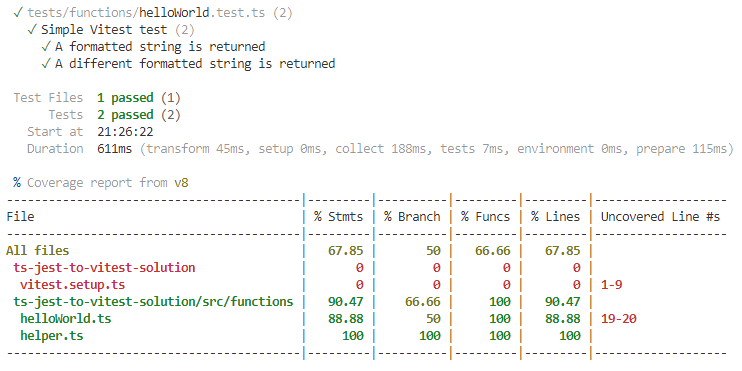 ✓ tests/functions/helloWorld.test.ts (2)
✓ Simple Vitest test (2)
✓ A formatted string is returned
✓ A different formatted string is returned
Test Files 1 passed (1)
Tests 2 passed (2)
Start at 21:26:22
Duration 611ms (transform 45ms, setup 0ms, collect 188ms, tests 7ms, environment 0ms, prepare 115ms)
% Coverage report from v8
-----------------------------------|---------|----------|---------|---------|-------------------
File | % Stmts | % Branch | % Funcs | % Lines | Uncovered Line #s
-----------------------------------|---------|----------|---------|---------|-------------------
All files | 67.85 | 50 | 66.66 | 67.85 |
ts-jest-to-vitest-solution | 0 | 0 | 0 | 0 |
vitest.setup.ts | 0 | 0 | 0 | 0 | 1-9
ts-jest-to-vitest-solution/src/functions | 90.47 | 66.66 | 100 | 90.47 |
helloWorld.ts | 88.88 | 50 | 100 | 88.88 | 19-20
helper.ts | 100 | 100 | 100 | 100 |
-----------------------------------|---------|----------|---------|---------|-------------------